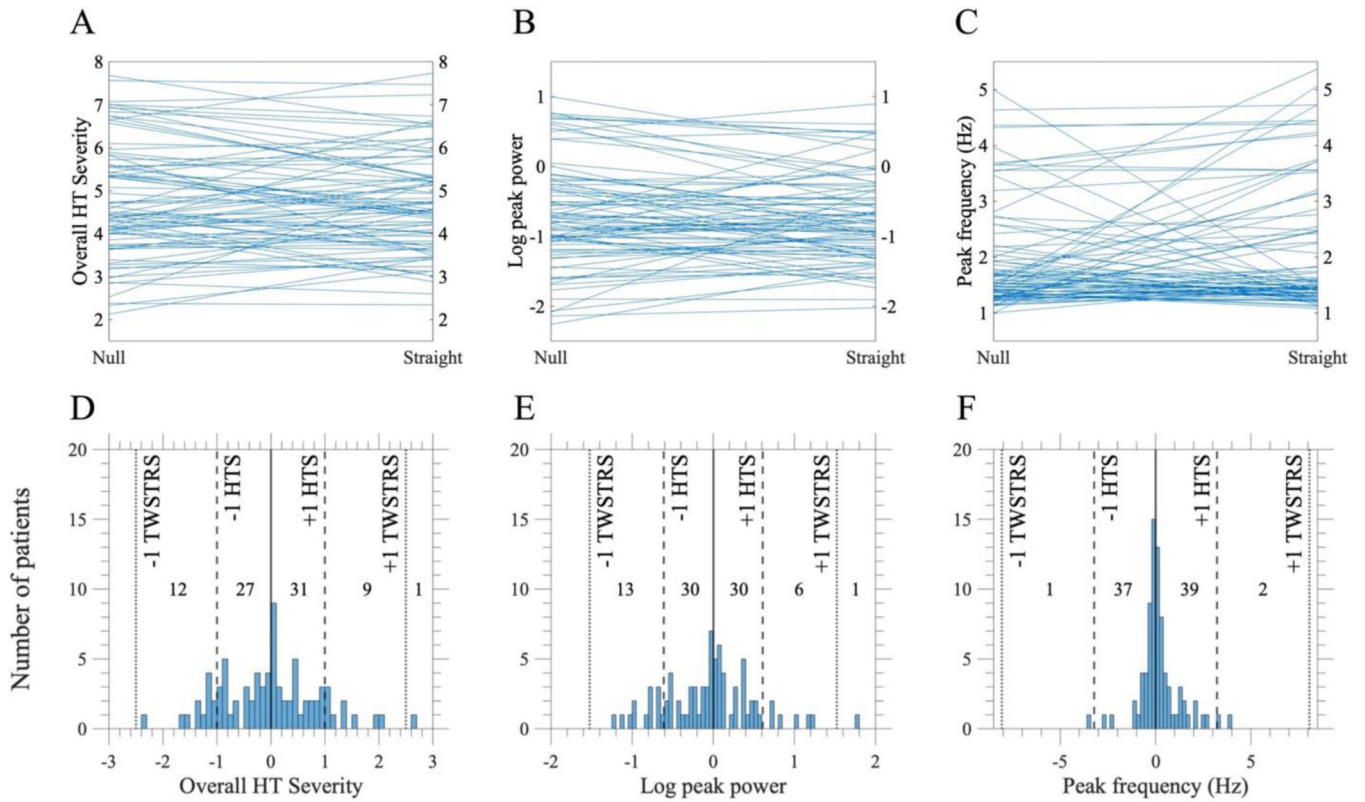 A
B
C
8
7
6
5
4
3
2
Overall HT Severity
8
7
6
5
4
3
2
Null
Straight
1
0
-1
-2
Log peak power
1
0
-1
-2
Null
Straight
5
4
3
2
1
Peak frequency (Hz)
5
4
3
2
1
Null
Straight
D
E
F
Number of patients
20
15
10
5
0
-1 TWSTRS
-1 HTS
+1 HTS
+1 TWSTRS
12
27
31
9
1
-3
-2
-1
0
1
2
3
Overall HT Severity
20
15
10
5
0
-1 TWSTRS
-1 HTS
+1 HTS
+1 TWSTRS
13
30
30
6
1
-2
-1
0
1
2
Log peak power
20
15
10
5
0
-1 TWSTRS
-1 HTS
+1 HTS
+1 TWSTRS
1
37
39
2
-5
0
5
Peak frequency (Hz)